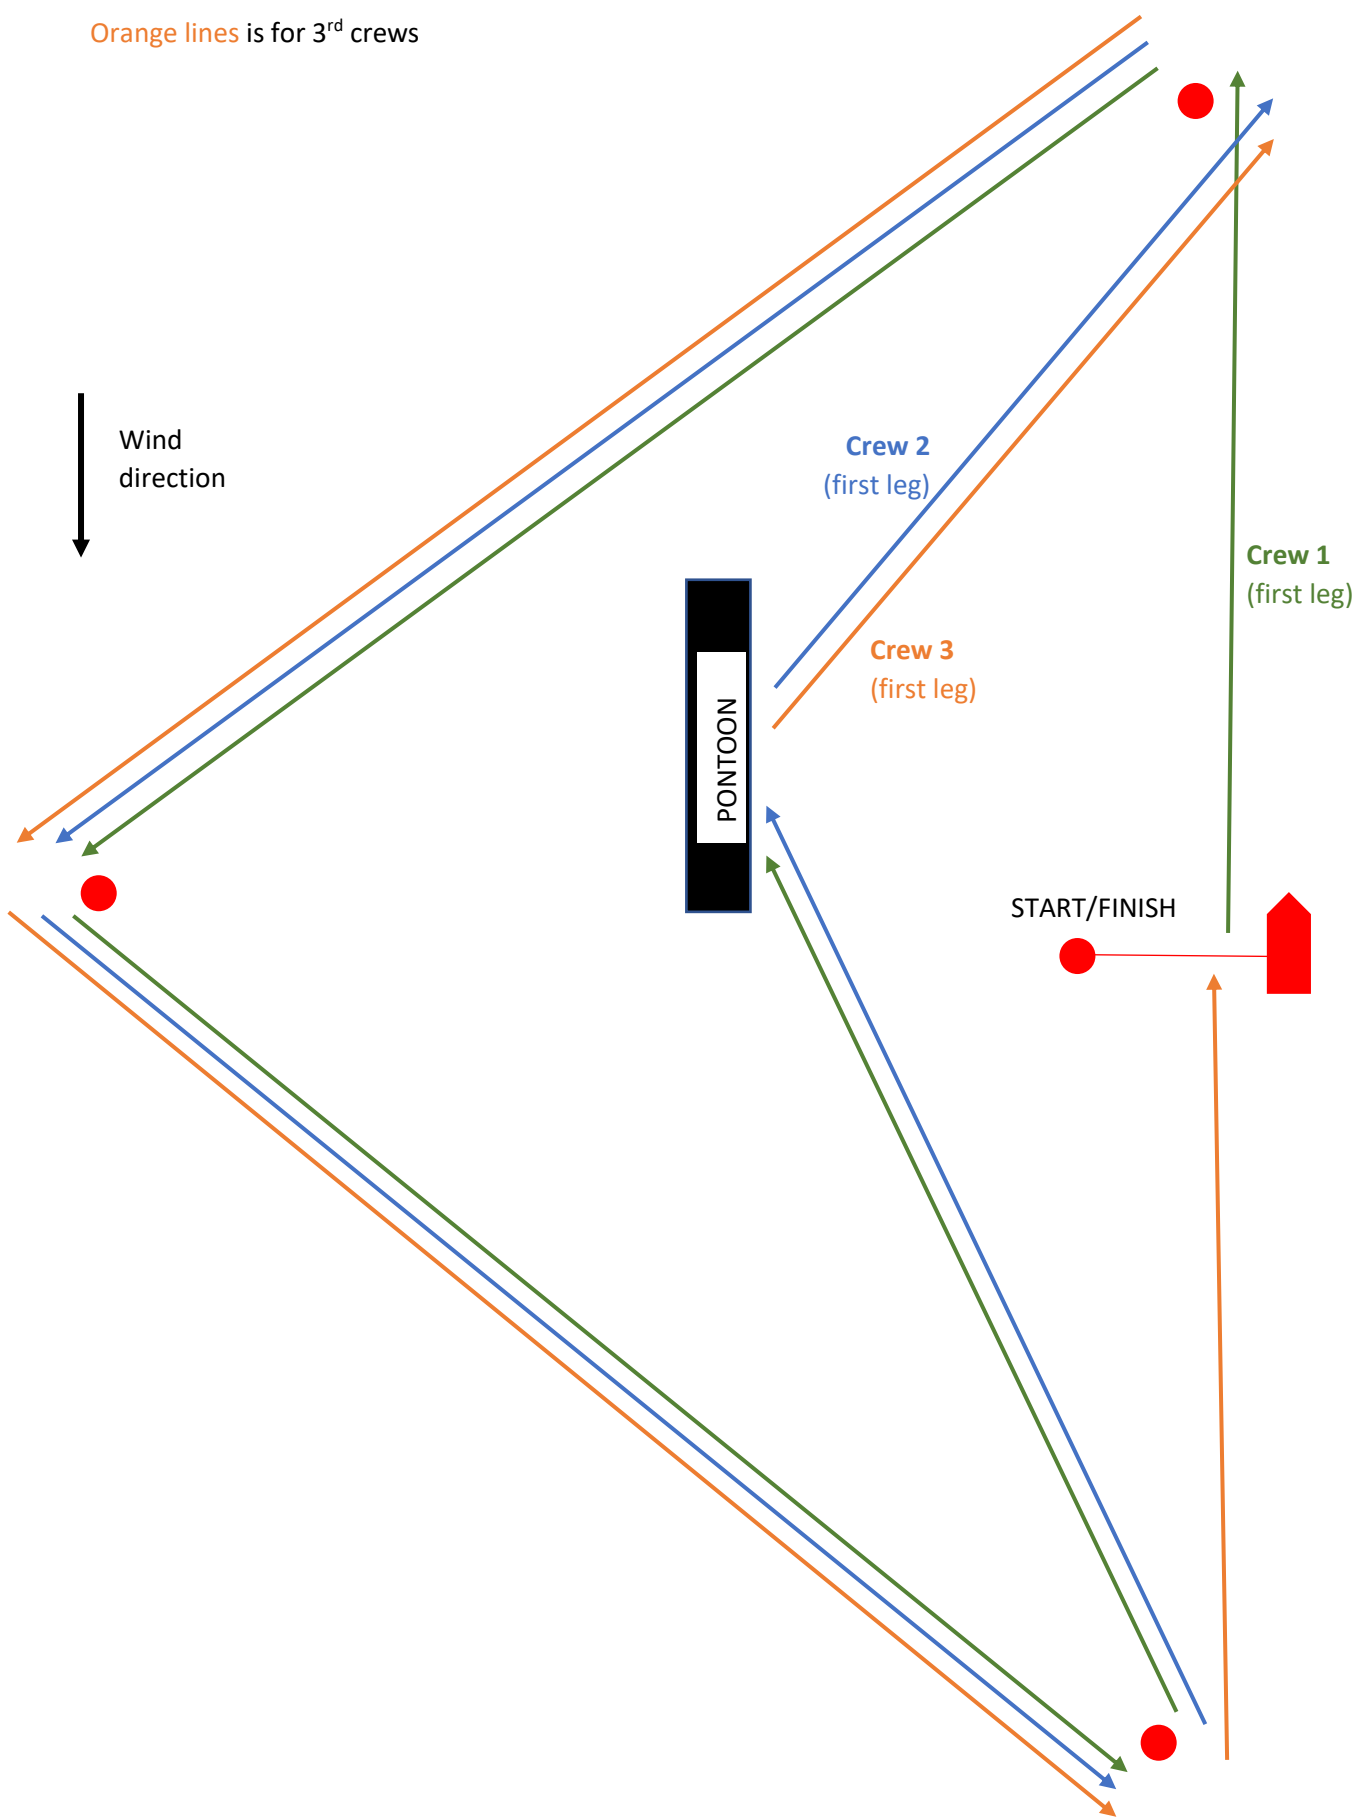 Orange lines is for 3rd crews
Wind
direction
Crew 2
(first leg)
Crew 1
(first leg)
Crew 3
(first leg)
PONTOON
START/FINISH